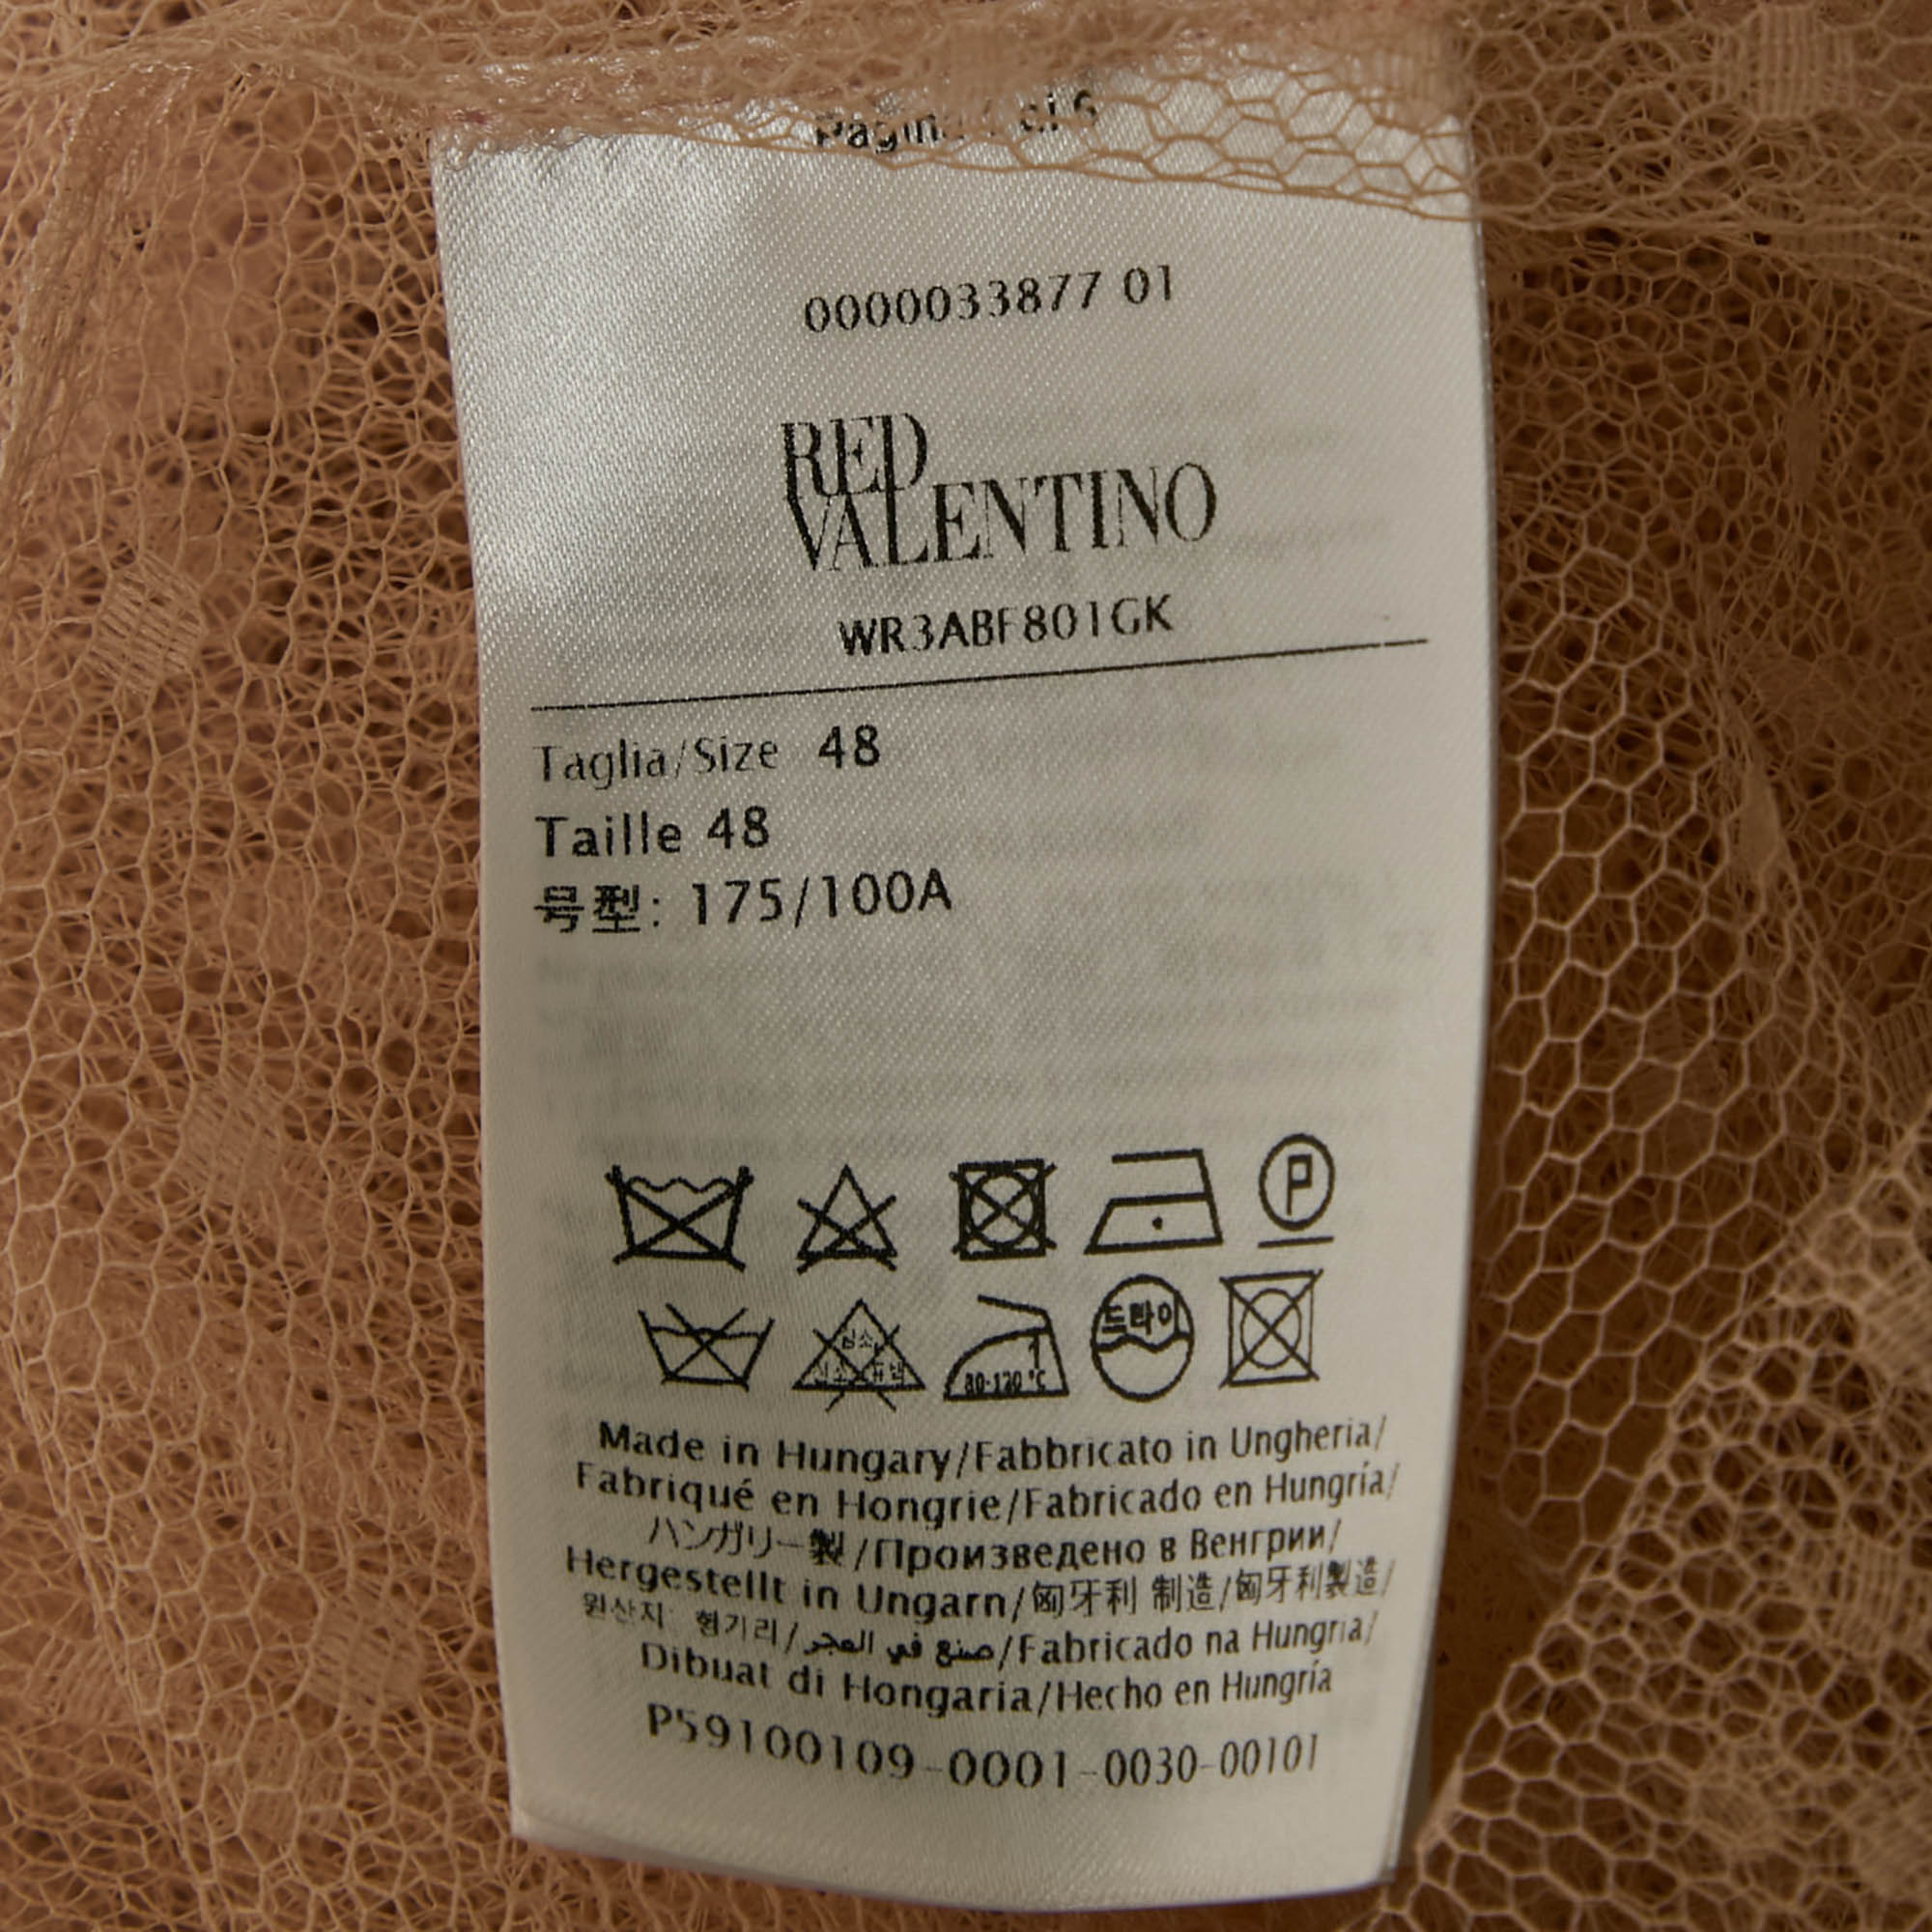 0000033877 01
RED
VALENTINO
WR3ABF801GK
Taglia/Size 48
Taille 48
号型: 175/100A
P
드라이
1
80-120 °C
Made in Hungary/Fabbricato in Ungheria/
Fabriqué en Hongrie/Fabricado en Hungría/
ハンガリー製/Произведено в Венгрии/
Hergestellt in Ungarn/匈牙利 制造/匈牙利製造/
원산지: 헝가리/صنع في المجر/Fabricado na Hungria/
Dibuat di Hongaria/Hecho en Hungría
P59100109-0001-0030-00101